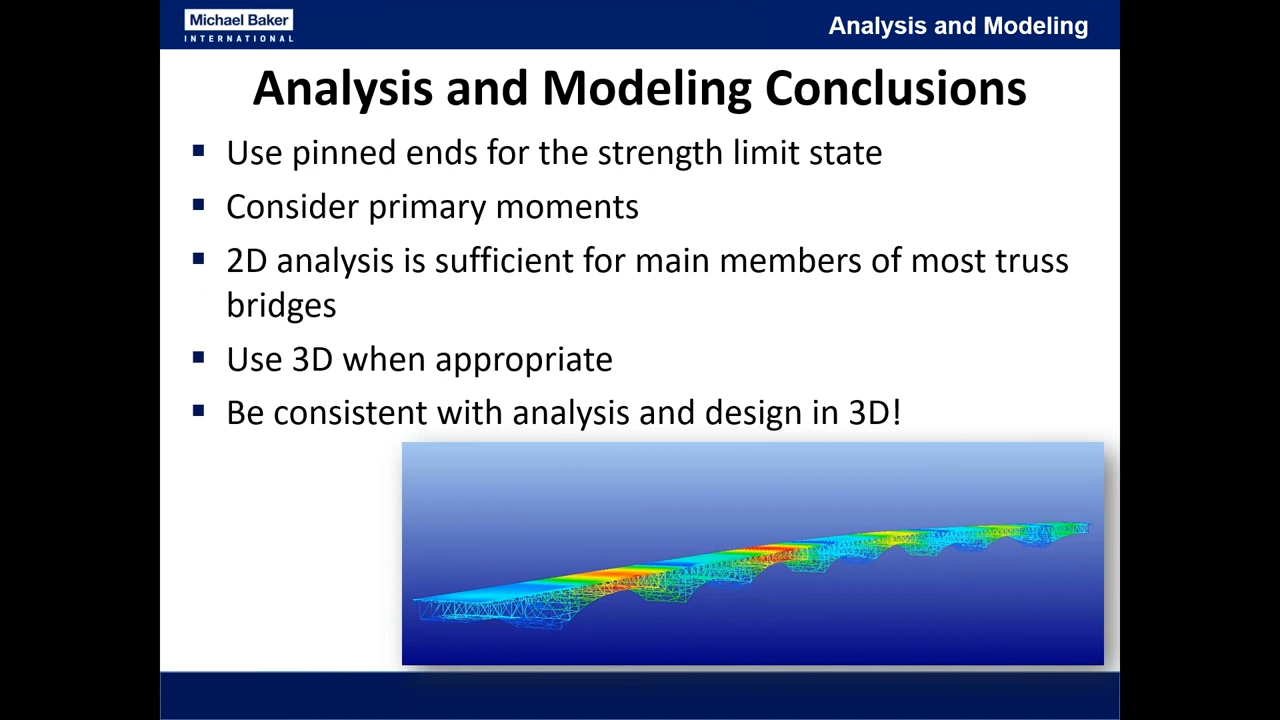 Michael Baker
INTERNATIONAL
Analysis and Modeling
Analysis and Modeling Conclusions
Use pinned ends for the strength limit state
Consider primary moments
2D analysis is sufficient for main members of most truss
bridges
Use 3D when appropriate
Be consistent with analysis and design in 3D!